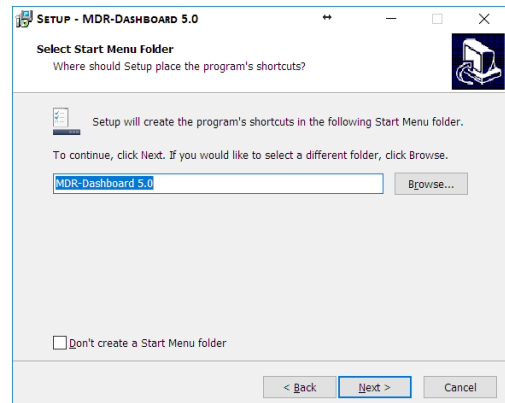 SETUP - MDR-DASHBOARD 5.0
Select Start Menu Folder
Where should Setup place the program's shortcuts?
Setup will create the program's shortcuts in the following Start Menu folder.
To continue, click Next. If you would like to select a different folder, click Browse.
MDR-Dashboard 5.0
Browse...
Don't create a Start Menu folder
< Back
Next >
Cancel